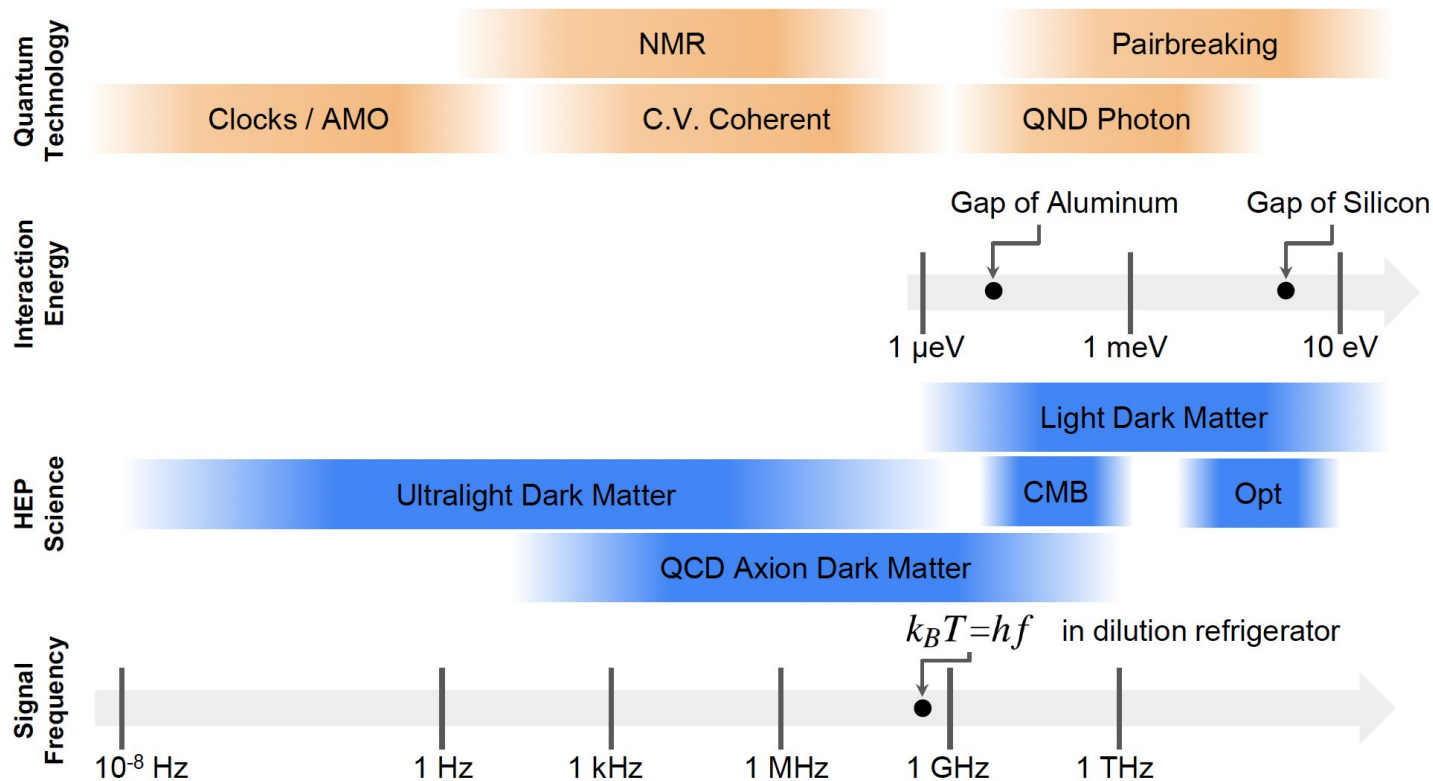 Quantum
Technology
NMR
Pairbreaking
Clocks / AMO
C.V. Coherent
QND Photon
Interaction
Energy
Gap of Aluminum
Gap of Silicon
1 μeV
1 meV
10 eV
HEP
Science
Light Dark Matter
Ultralight Dark Matter
CMB
Opt
QCD Axion Dark Matter
Signal
Frequency
k_BT=hf in dilution refrigerator
10⁻⁸ Hz
1 Hz
1 kHz
1 MHz
1 GHz
1 THz